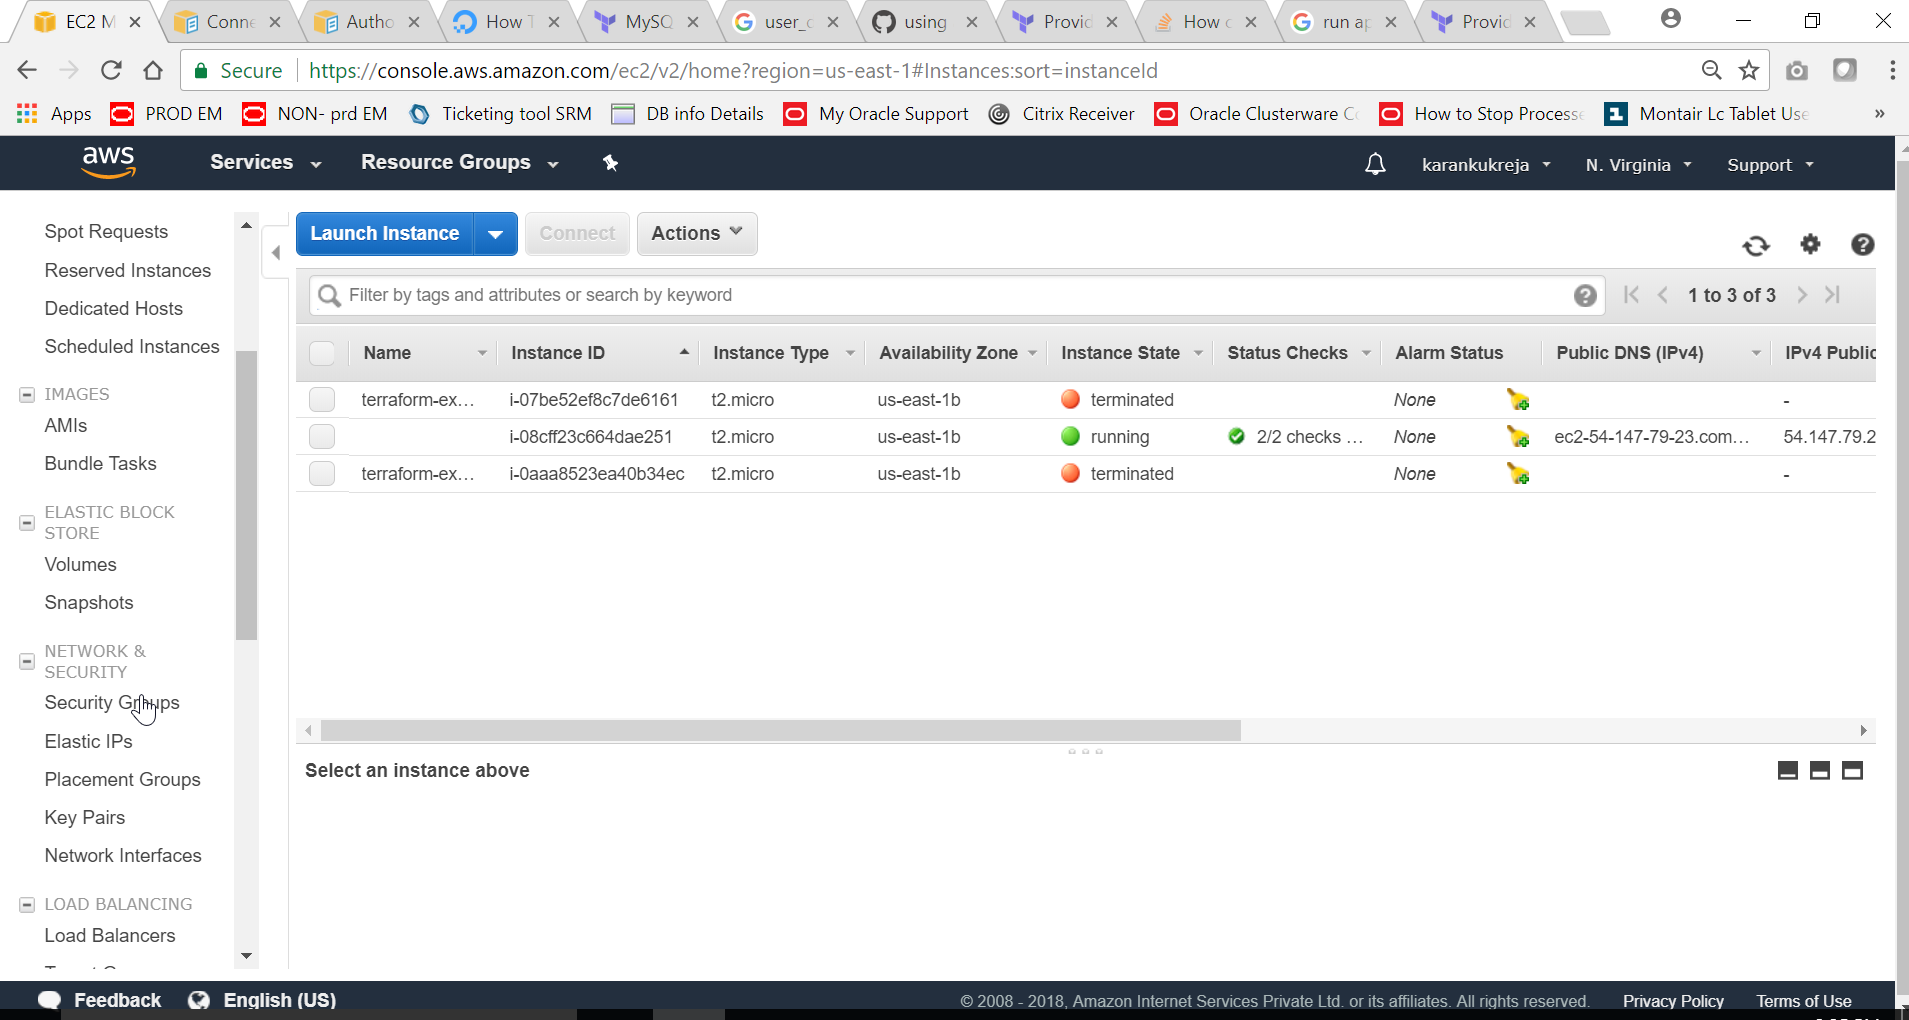 EC2 M
Conne
Autho
How T
MySQ
user_c
using
Provid
How c
run ap
Provid
Secure
https://console.aws.amazon.com/ec2/v2/home?region=us-east-1#Instances:sort=instanceId
Apps
PROD EM
NON- prd EM
Ticketing tool SRM
DB info Details
My Oracle Support
Citrix Receiver
Oracle Clusterware C
How to Stop Processe
1
Montair Lc Tablet Use
»
aws
Services
Resource Groups
karankukreja
N. Virginia
Support
Spot Requests
Reserved Instances
Dedicated Hosts
Scheduled Instances
IMAGES
AMIs
Bundle Tasks
ELASTIC BLOCK
STORE
Volumes
Snapshots
NETWORK &
SECURITY
Security Groups
Elastic IPs
Placement Groups
Key Pairs
Network Interfaces
LOAD BALANCING
Load Balancers
Launch Instance
Connect
Actions
Filter by tags and attributes or search by keyword
1 to 3 of 3
Name Instance ID Instance Type Availability Zone Instance State Status Checks Alarm Status Public DNS (IPv4) IPv4 Public
terraform-ex... i-07be52ef8c7de6161 t2.micro us-east-1b terminated None -
i-08cff23c664dae251 t2.micro us-east-1b running 2/2 checks ... None ec2-54-147-79-23.com... 54.147.79.2
terraform-ex... i-0aaa8523ea40b34ec t2.micro us-east-1b terminated None -
Select an instance above
Feedback
English (US)
© 2008 - 2018, Amazon Internet Services Private Ltd. or its affiliates. All rights reserved.
Privacy Policy
Terms of Use